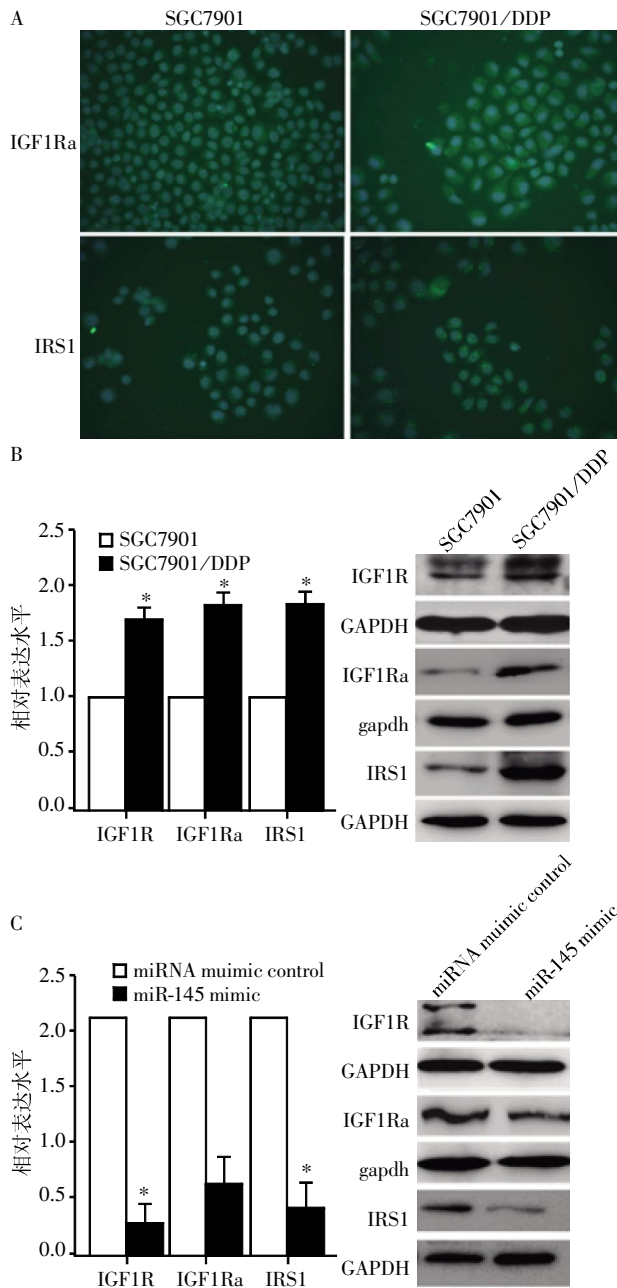 A
SGC7901
SGC7901/DDP
IGF1Ra
IRS1
B
2.5
2.0
1.5
1.0
0.5
0.0
相对表达水平
SGC7901
SGC7901/DDP
*
*
*
IGF1R
IGF1Ra
IRS1
SGC7901
SGC7901/DDP
IGF1R
GAPDH
IGF1Ra
gapdh
IRS1
GAPDH
C
2.5
2.0
1.5
1.0
0.5
0.0
相对表达水平
miRNA muimic control
miR-145 mimic
*
*
IGF1R
IGF1Ra
IRS1
miRNA muimic control
miR-145 mimic
IGF1R
GAPDH
IGF1Ra
gapdh
IRS1
GAPDH